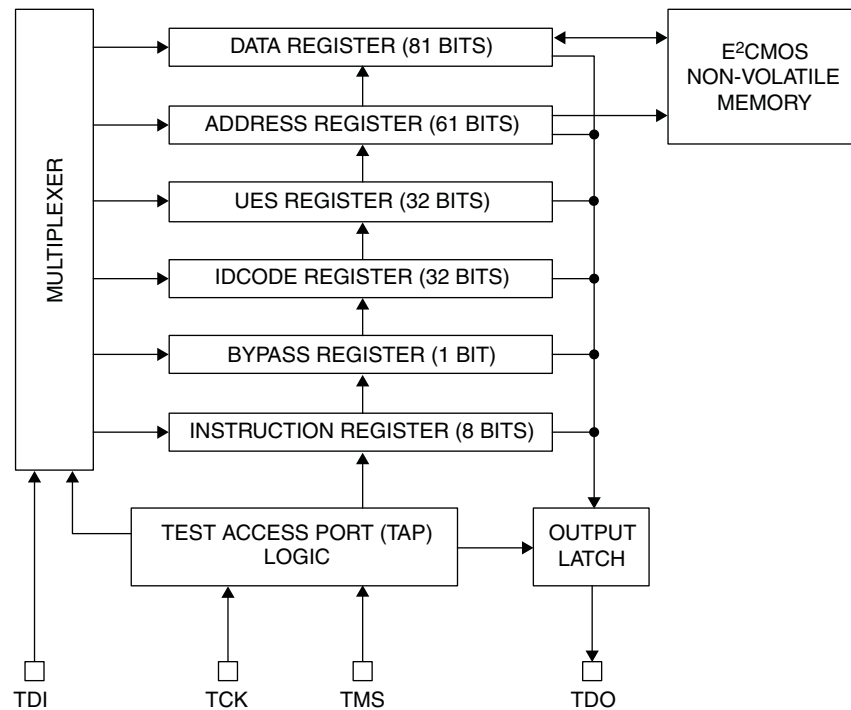 DATA REGISTER (81 BITS)
E²CMOS
NON-VOLATILE
MEMORY
ADDRESS REGISTER (61 BITS)
UES REGISTER (32 BITS)
MULTIPLEXER
IDCODE REGISTER (32 BITS)
BYPASS REGISTER (1 BIT)
INSTRUCTION REGISTER (8 BITS)
TEST ACCESS PORT (TAP)
LOGIC
OUTPUT
LATCH
TDI
TCK
TMS
TDO